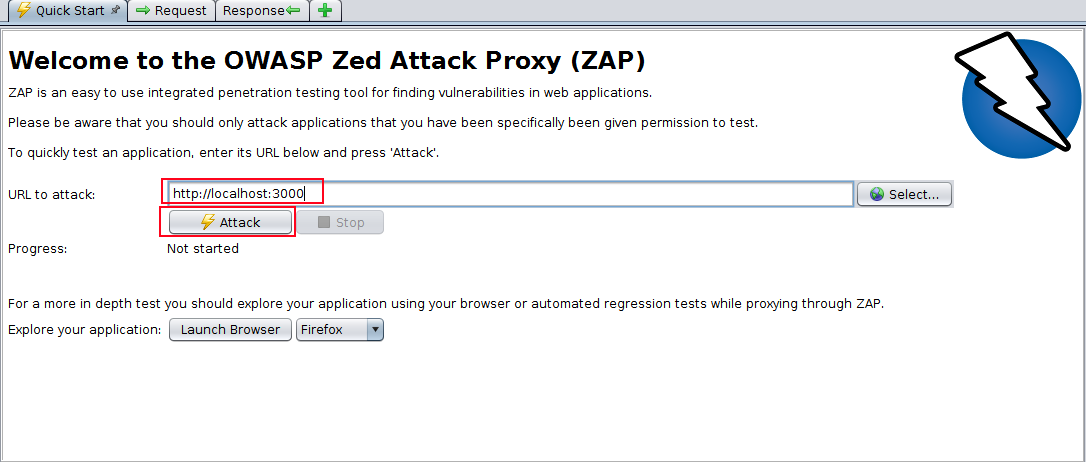 Quick Start Request Response
Welcome to the OWASP Zed Attack Proxy (ZAP)
ZAP is an easy to use integrated penetration testing tool for finding vulnerabilities in web applications.
Please be aware that you should only attack applications that you have been specifically been given permission to test.
To quickly test an application, enter its URL below and press 'Attack'.
URL to attack: http://localhost:3000 Select...
Attack Stop
Progress: Not started
For a more in depth test you should explore your application using your browser or automated regression tests while proxying through ZAP.
Explore your application: Launch Browser Firefox